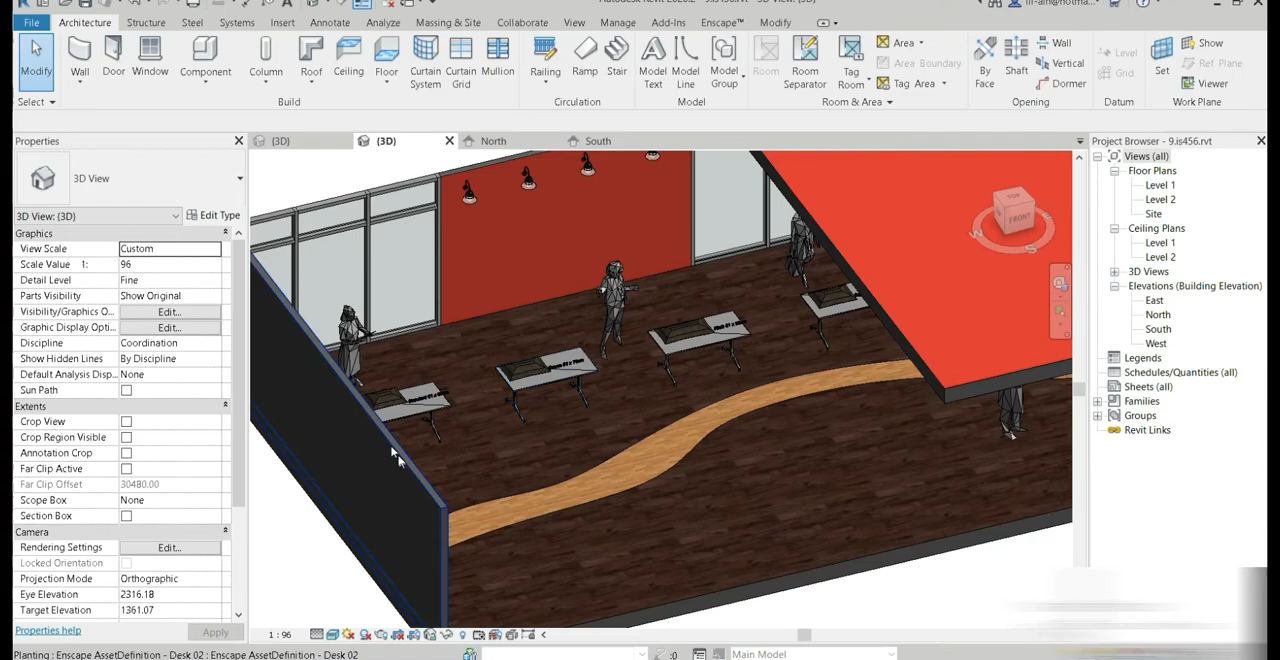 File Architecture Structure Steel Systems Insert Annotate Analyze Massing & Site Collaborate View Manage Add-Ins Enscape™ Modify
Modify Wall Door Window Component Column Roof Ceiling Floor Curtain System Curtain Grid Mullion Railing Ramp Stair Model Text Model Line Model Group Room Room Separator Tag Room Area Area Boundary Tag Area By Face Shaft Wall Vertical Dormer Level Grid Set Show Ref Plane Viewer
Select Build Circulation Model Room & Area Opening Datum Work Plane
Properties
(3D) (3D) North South
Project Browser - 9.is456.rvt
3D View
3D View: {3D} Edit Type
Graphics
View Scale Custom
Scale Value 1: 96
Detail Level Fine
Parts Visibility Show Original
Visibility/Graphics O... Edit...
Graphic Display Opti... Edit...
Discipline Coordination
Show Hidden Lines By Discipline
Default Analysis Disp... None
Sun Path
Extents
Crop View
Crop Region Visible
Annotation Crop
Far Clip Active
Far Clip Offset 30480.00
Scope Box None
Section Box
Camera
Rendering Settings Edit...
Locked Orientation
Projection Mode Orthographic
Eye Elevation 2316.18
Target Elevation 1361.07
Properties help Apply
TOP
FRONT
W
Views (all)
Floor Plans
Level 1
Level 2
Site
Ceiling Plans
Level 1
Level 2
3D Views
Elevations (Building Elevation)
East
North
South
West
Legends
Schedules/Quantities (all)
Sheets (all)
Families
Groups
Revit Links
1 : 96
Planting : Enscape AssetDefinition - Desk 02 : Enscape AssetDefinition - Desk 02
:0
Main Model